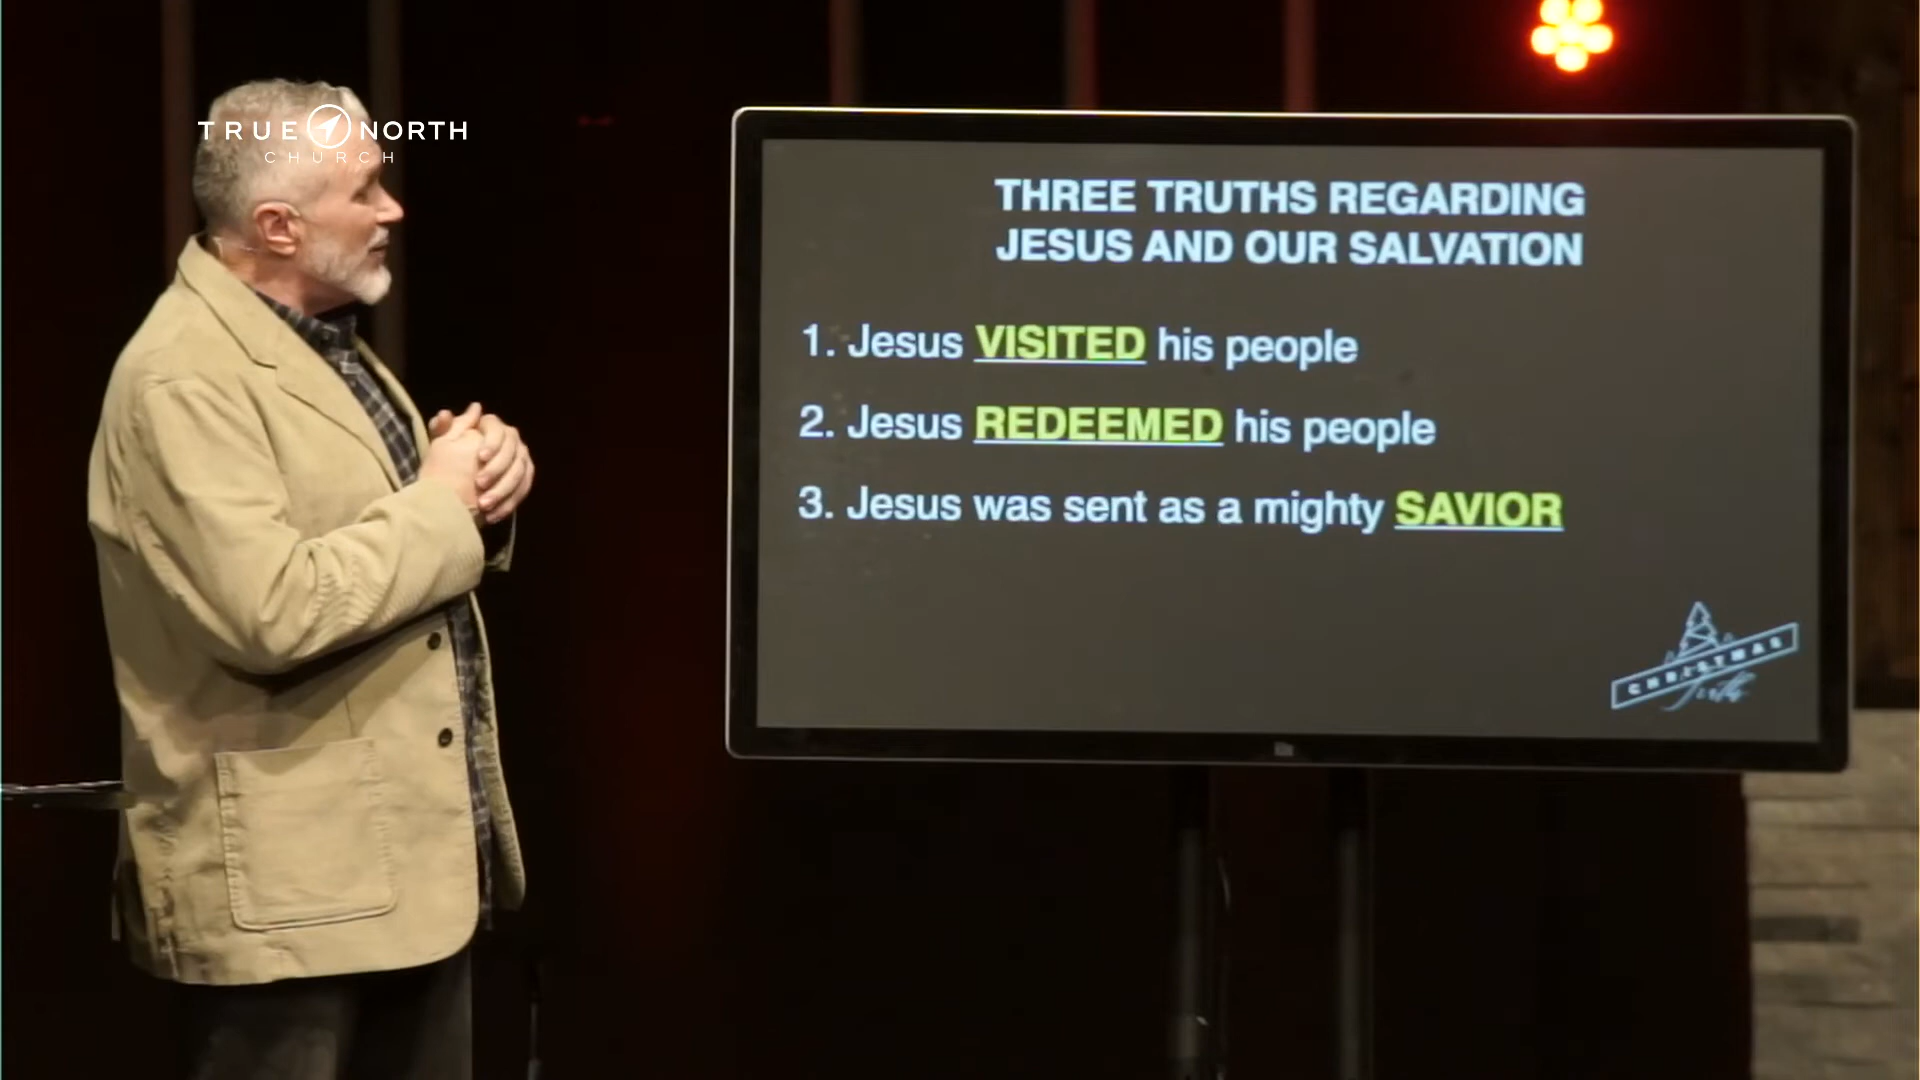 TRUE NORTH
CHURCH
THREE TRUTHS REGARDING
JESUS AND OUR SALVATION
1. Jesus VISITED his people
2. Jesus REDEEMED his people
3. Jesus was sent as a mighty SAVIOR
CHRISTMAS